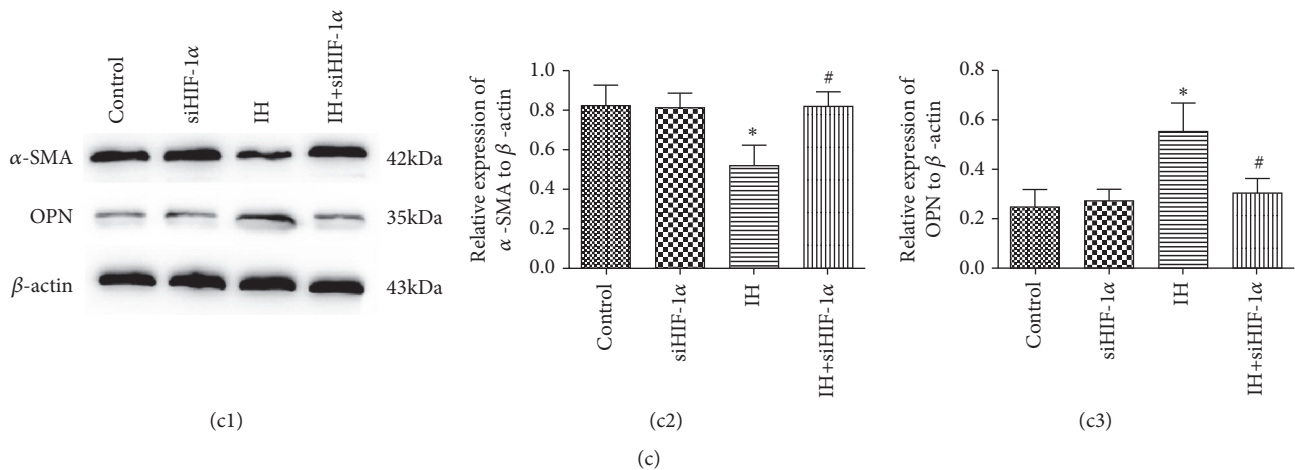 Control
siHIF-1α
IH
IH+siHIF-1α
α-SMA
42kDa
OPN
35kDa
β-actin
43kDa
(c1)
Relative expression of
α -SMA to β -actin
1.0
0.8
0.6
0.4
0.2
0.0
*
#
Control
siHIF-1α
IH
IH+siHIF-1α
(c2)
Relative expression of
OPN to β -actin
0.8
0.6
0.4
0.2
0.0
*
#
Control
siHIF-1α
IH
IH+siHIF-1α
(c3)
(c)